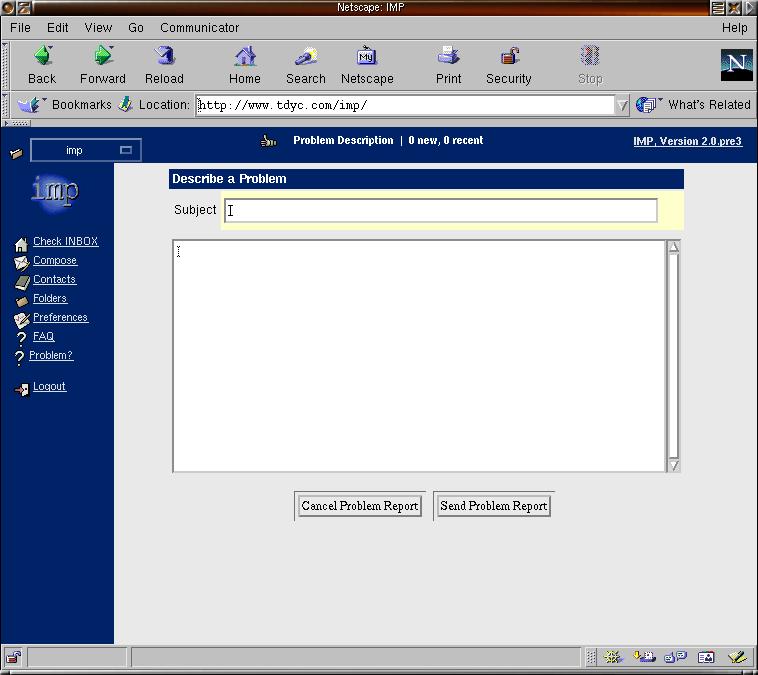 Netscape: IMP
File Edit View Go Communicator Help
Back Forward Reload Home Search Netscape Print Security Stop
My
N
Bookmarks Location: http://www.tdyc.com/imp/ What's Related
imp
Problem Description | 0 new, 0 recent
IMP, Version 2.0.pre3
imp
Check INBOX
Compose
Contacts
Folders
Preferences
FAQ
Problem?
Logout
Describe a Problem
Subject
Cancel Problem Report Send Problem Report